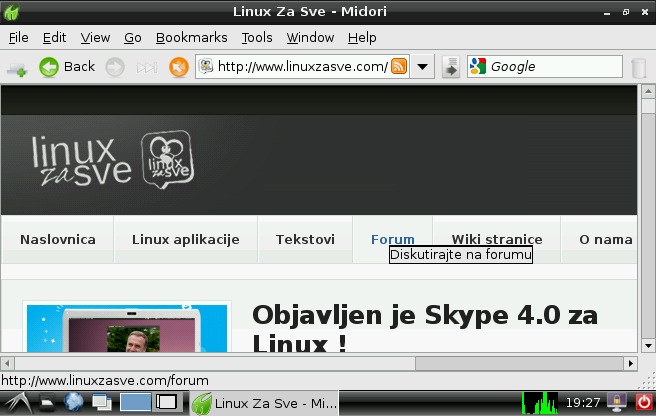 Linux Za Sve - Midori
File Edit View Go Bookmarks Tools Window Help
Back http://www.linuxzasve.com/ Google
linux za sve linux za sve
Naslovnica Linux aplikacije Tekstovi Forum Wiki stranice O nama
Diskutirajte na forumu
Objavljen je Skype 4.0 za
Linux !
http://www.linuxzasve.com/forum
Linux Za Sve - Mi... 19:27